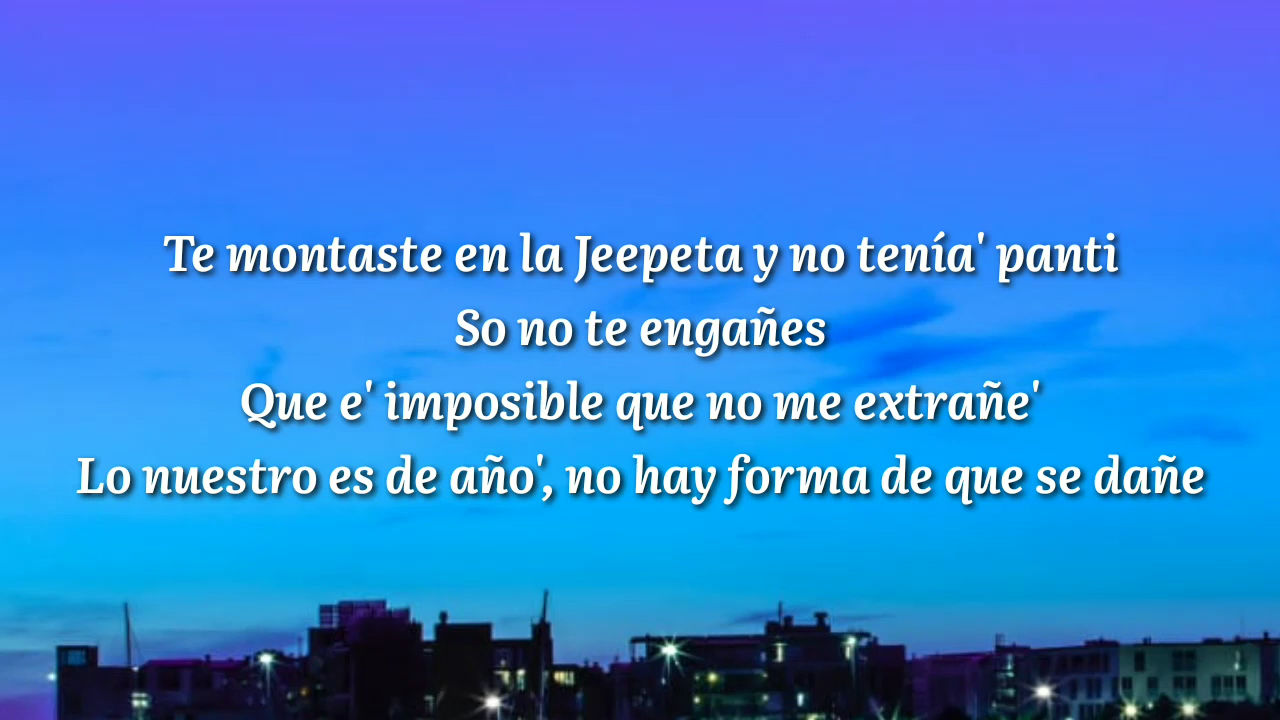 Te montaste en la Jeepeta y no tenía' panti
So no te engañes
Que e' imposible que no me extrañe'
Lo nuestro es de año', no hay forma de que se dañe